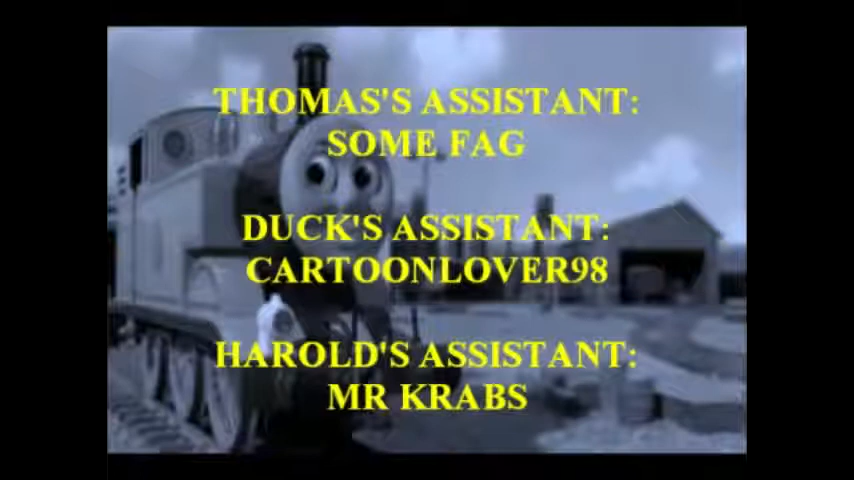 THOMAS'S ASSISTANT:
SOME FAG
DUCK'S ASSISTANT:
CARTOONLOVER98
HAROLD'S ASSISTANT:
MR KRABS